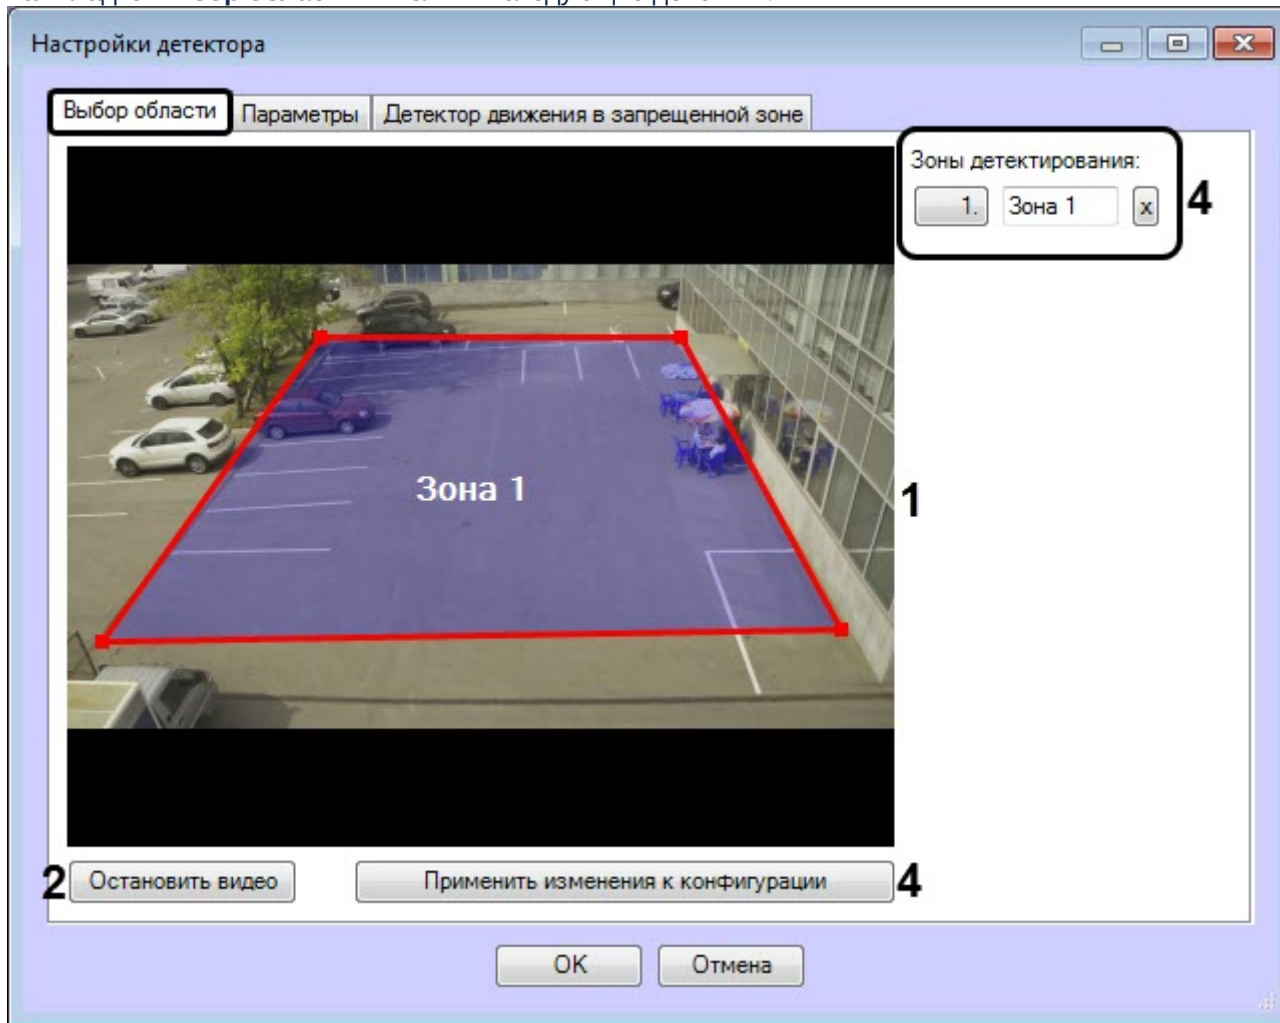 Настройки детектора
Выбор области
Параметры
Детектор движения в запрещенной зоне
Зоны детектирования:
1.
Зона 1
x
4
Зона 1
1
2
Остановить видео
Применить изменения к конфигурации
4
OK
Отмена